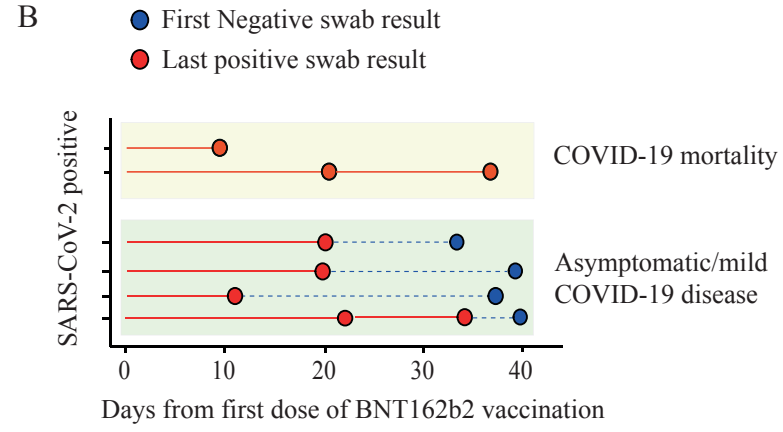 B
First Negative swab result
Last positive swab result
SARS-CoV-2 positive
COVID-19 mortality
Asymptomatic/mild
COVID-19 disease
0 10 20 30 40
Days from first dose of BNT162b2 vaccination